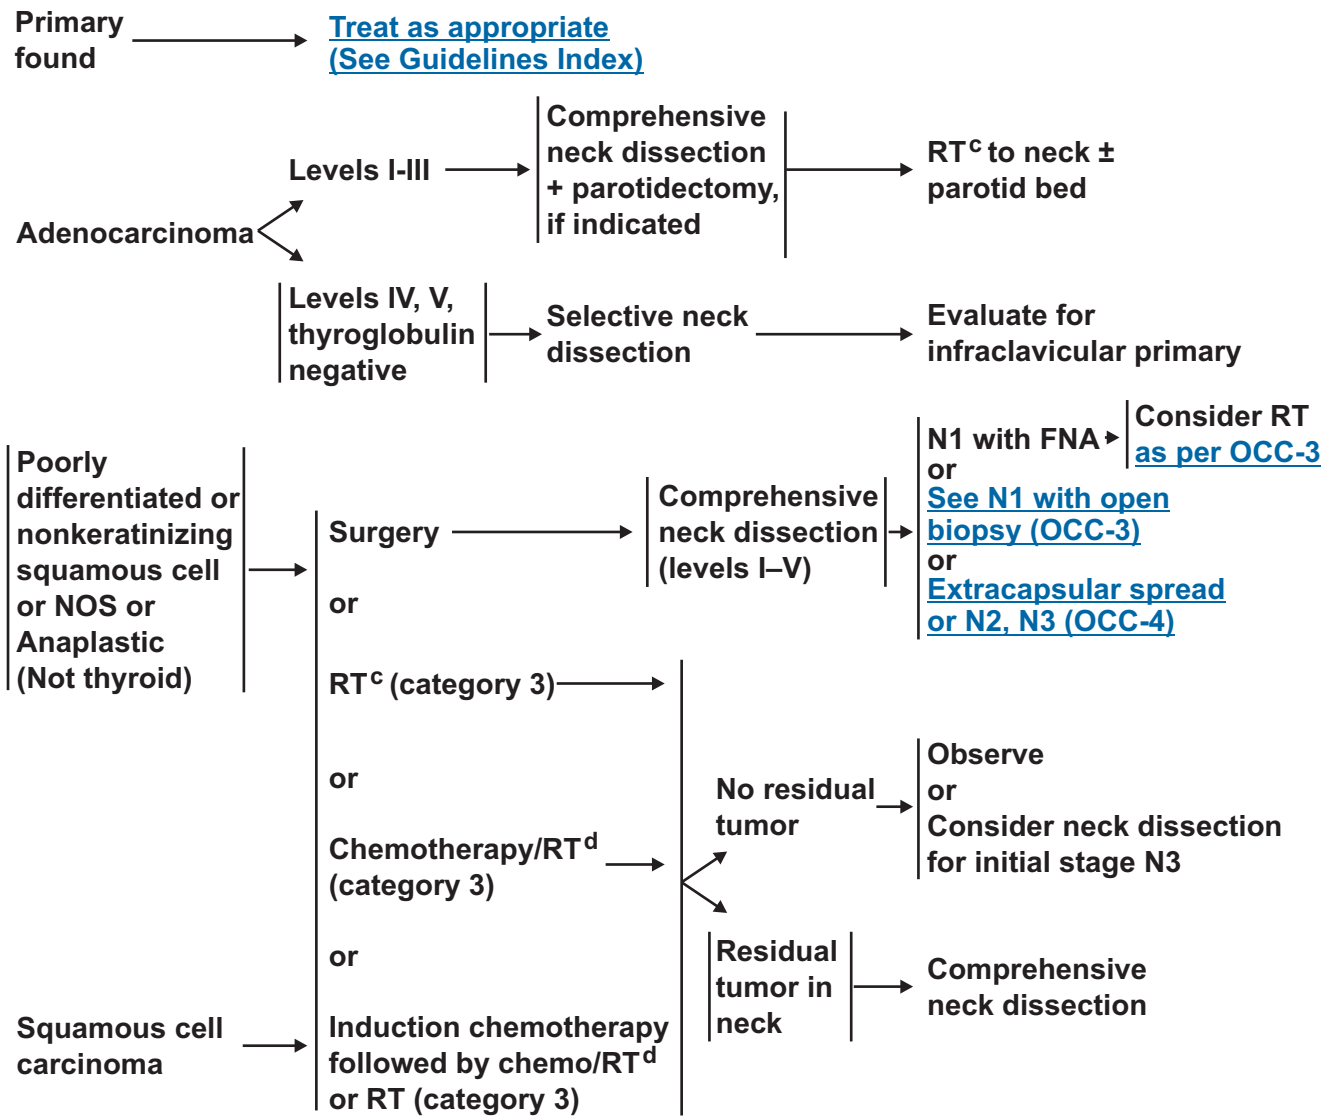 Primary
found
Treat as appropriate
(See Guidelines Index)
Adenocarcinoma
Levels I-III
Comprehensive
neck dissection
+ parotidectomy,
if indicated
RTc to neck ±
parotid bed
Levels IV, V,
thyroglobulin
negative
Selective neck
dissection
Evaluate for
infraclavicular primary
Poorly
differentiated or
nonkeratinizing
squamous cell
or NOS or
Anaplastic
(Not thyroid)
Squamous cell
carcinoma
Surgery
or
RTc (category 3)
or
Chemotherapy/RTd
(category 3)
or
Induction chemotherapy
followed by chemo/RTd
or RT (category 3)
Comprehensive
neck dissection
(levels I–V)
N1 with FNA
or
See N1 with open
biopsy (OCC-3)
or
Extracapsular spread
or N2, N3 (OCC-4)
Consider RT
as per OCC-3
No residual
tumor
Observe
or
Consider neck dissection
for initial stage N3
Residual
tumor in
neck
Comprehensive
neck dissection